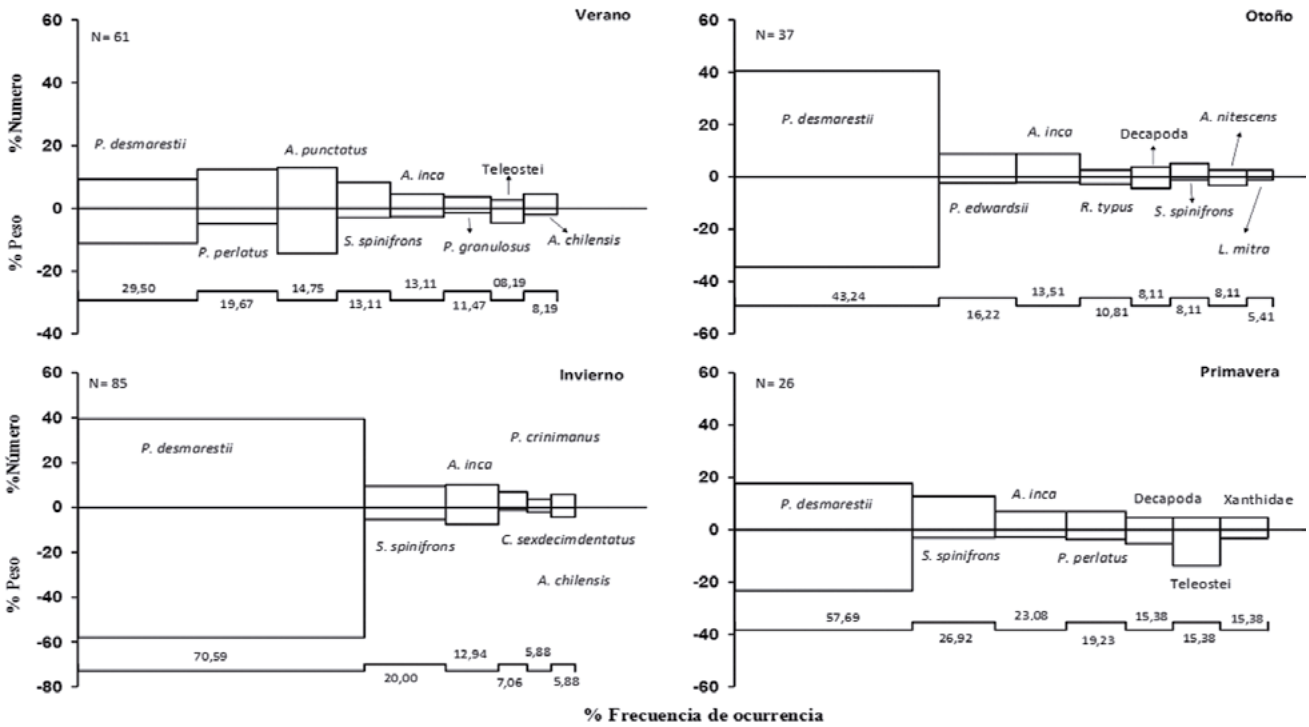 Verano
N= 61
60
40
20
0
-20
-40
%Numero
% Peso
P. desmarestii
A. punctatus
A. inca
Teleostei
P. perlatus
S. spinifrons
P. granulosus
A. chilensis
29,50
19,67
14,75
13,11
13,11
11,47
08,19
8,19
Otoño
N= 37
60
40
20
0
-20
-40
-60
P. desmarestii
A. inca
Decapoda
A. nitescens
P. edwardsii
R. typus
S. spinifrons
L. mitra
43,24
16,22
13,51
10,81
8,11
8,11
8,11
5,41
Invierno
N= 85
60
40
20
0
-20
-40
-60
-80
%Número
% Peso
P. desmarestii
A. inca
P. crinimanus
S. spinifrons
C. sexdecimdentatus
A. chilensis
70,59
20,00
12,94
7,06
5,88
5,88
Primavera
N= 26
60
40
20
0
-20
-40
-60
P. desmarestii
A. inca
Decapoda
Xanthidae
S. spinifrons
P. perlatus
Teleostei
57,69
26,92
23,08
19,23
15,38
15,38
15,38
% Frecuencia de ocurrencia